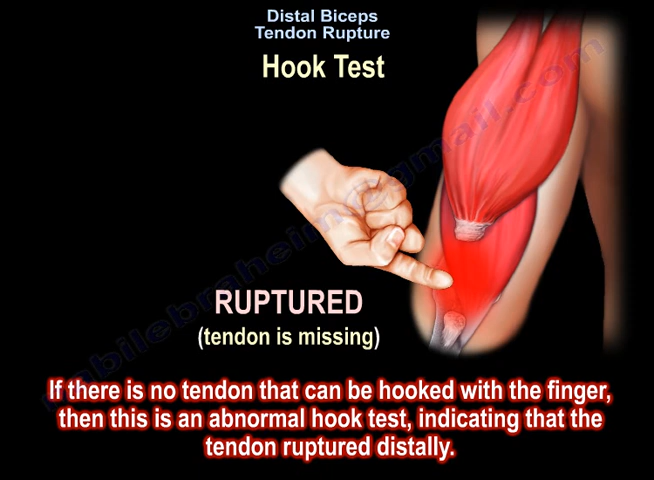 Distal Biceps
Tendon Rupture
Hook Test
RUPTURED
(tendon is missing)
If there is no tendon that can be hooked with the finger,
then this is an abnormal hook test, indicating that the
tendon ruptured distally.